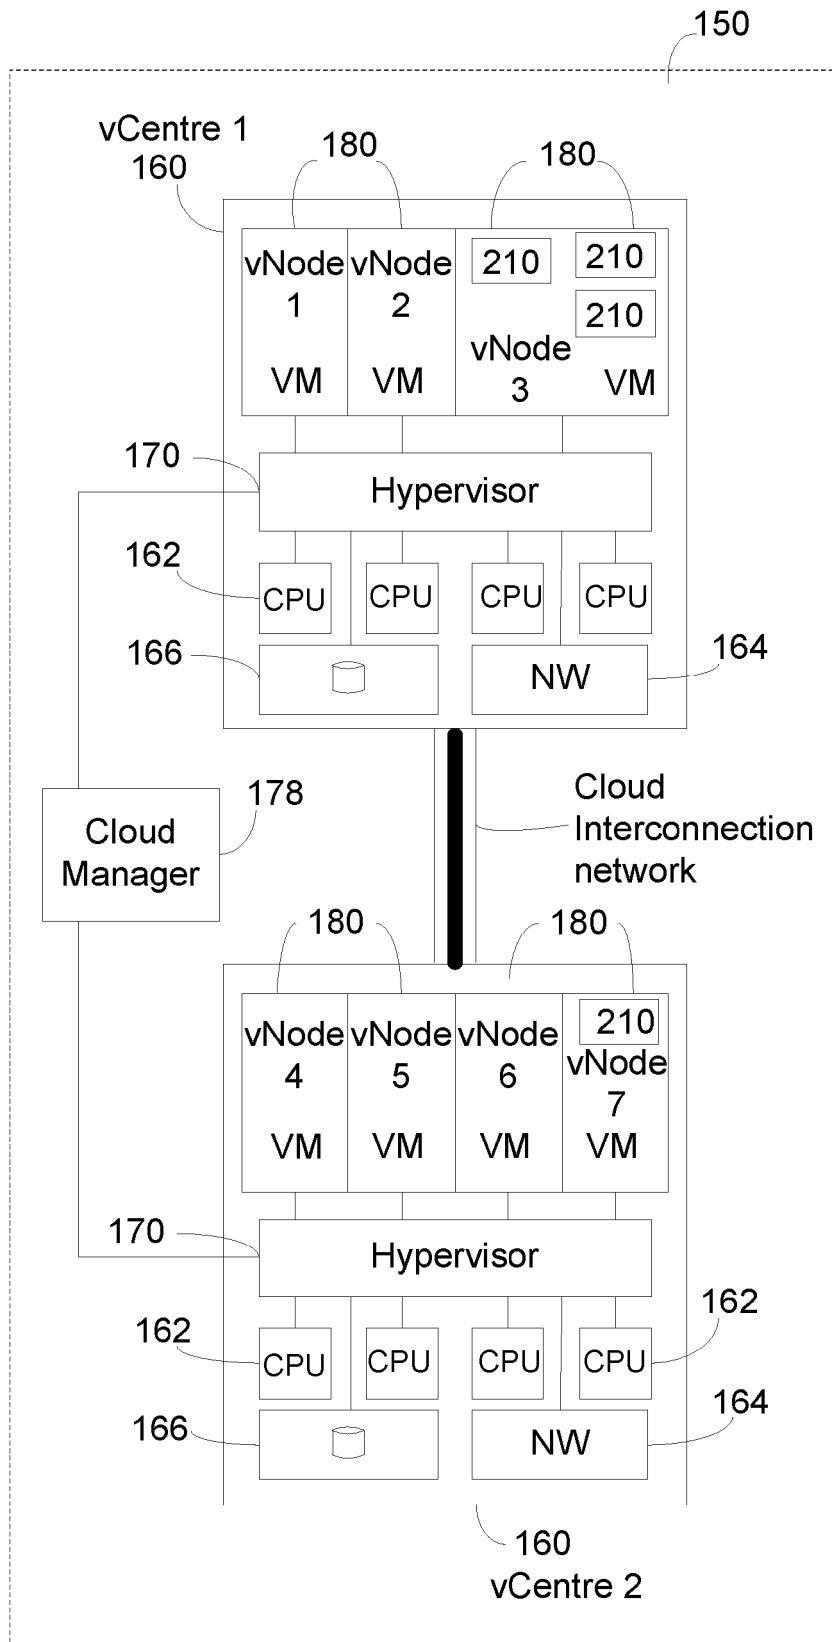 150
vCentre 1
160
180
180
vNode
1
VM
vNode
2
VM
210
210
210
vNode
3
VM
170
Hypervisor
162
CPU
CPU
CPU
CPU
166
NW
164
Cloud
Manager
178
Cloud
Interconnection
network
180
180
vNode
4
VM
vNode
5
VM
vNode
6
VM
210
vNode
7
VM
170
Hypervisor
162
CPU
CPU
CPU
CPU
162
166
NW
164
160
vCentre 2